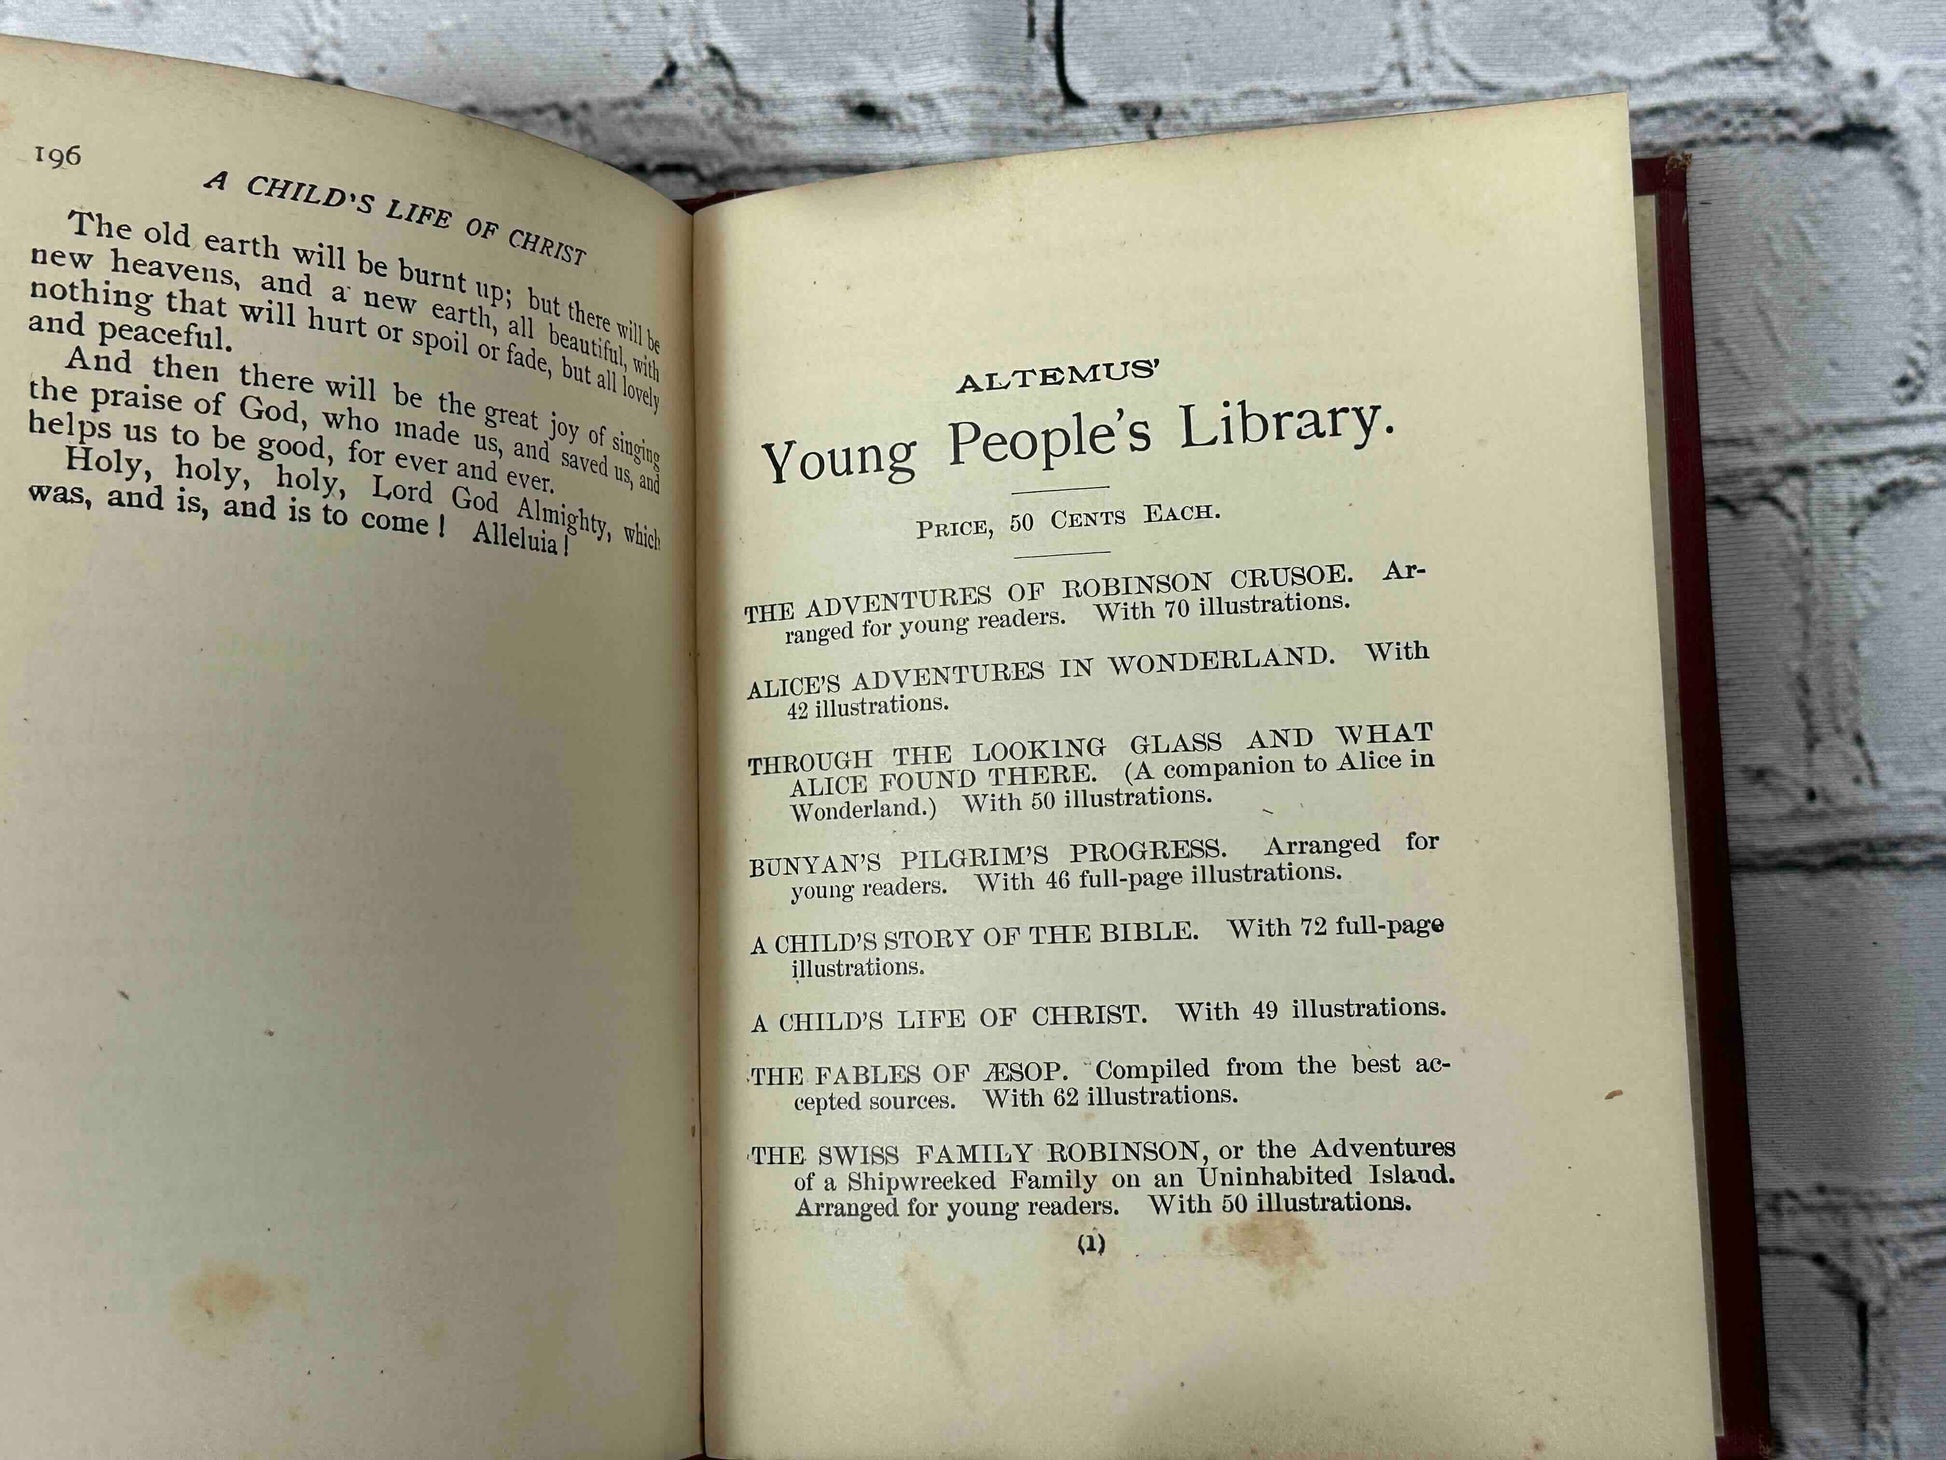 196
A CHILD'S LIFE OF CHRIST
The old earth will be burnt up; but there will be
new heavens, and a new earth, all beautiful, with
nothing that will hurt or spoil or fade, but all lovely
and peaceful.
And then there will be the great joy of singing
the praise of God, who made us, and saved us, and
helps us to be good, for ever and ever.
Holy, holy, holy, Lord God Almighty, which
was, and is, and is to come! Alleluia!
ALTEMUS'
Young People's Library.
PRICE, 50 CENTS EACH.
THE ADVENTURES OF ROBINSON CRUSOE. Ar-
ranged for young readers. With 70 illustrations.
ALICE'S ADVENTURES IN WONDERLAND. With
42 illustrations.
THROUGH THE LOOKING GLASS AND WHAT
ALICE FOUND THERE. (A companion to Alice in
Wonderland.) With 50 illustrations.
BUNYAN'S PILGRIM'S PROGRESS. Arranged for
young readers. With 46 full-page illustrations.
A CHILD'S STORY OF THE BIBLE. With 72 full-page
illustrations.
A CHILD'S LIFE OF CHRIST. With 49 illustrations.
THE FABLES OF ÆSOP. Compiled from the best ac-
cepted sources. With 62 illustrations.
THE SWISS FAMILY ROBINSON, or the Adventures
of a Shipwrecked Family on an Uninhabited Island.
Arranged for young readers. With 50 illustrations.
(1)